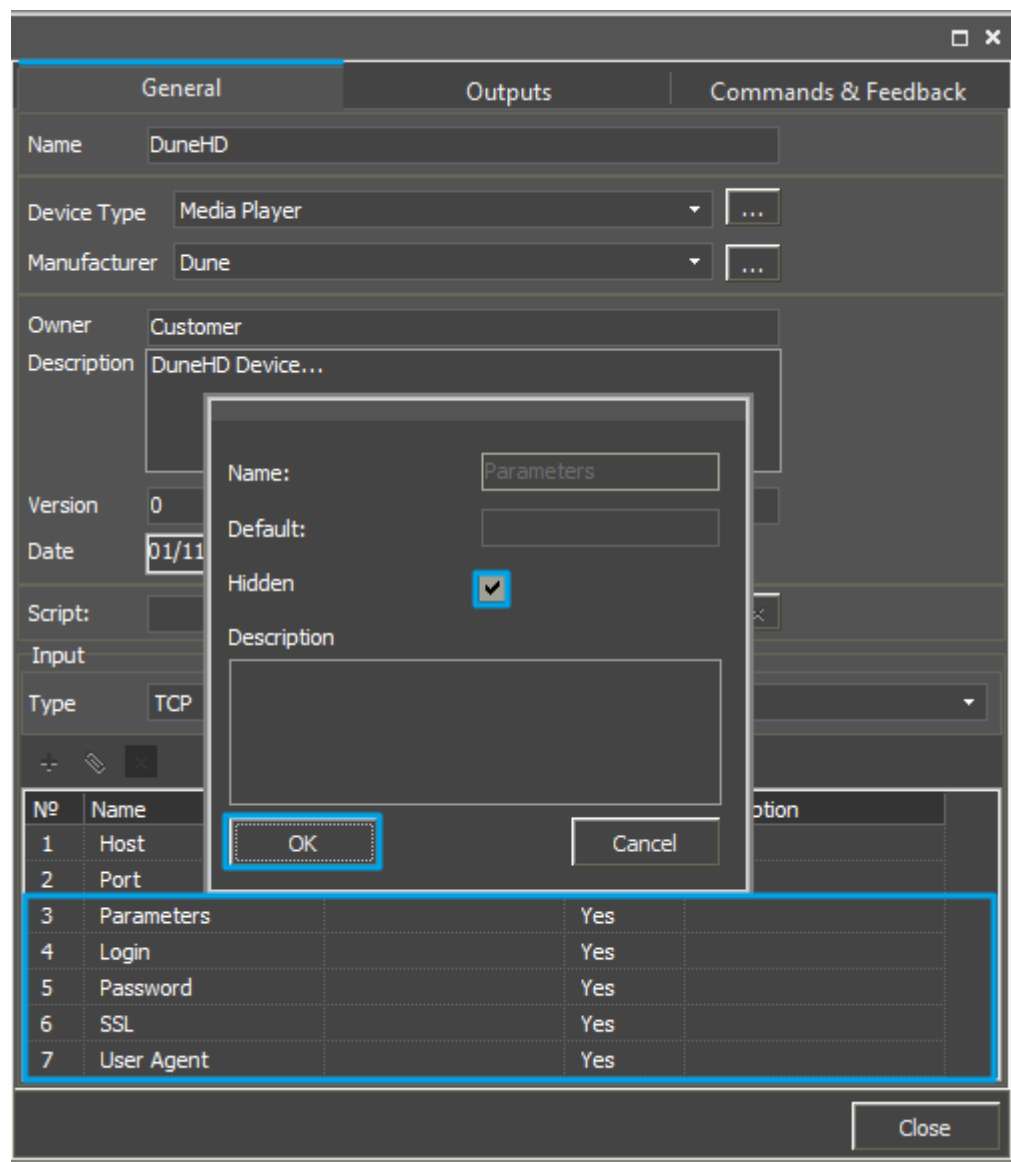 General Outputs Commands & Feedback
Name DuneHD
Device Type Media Player ...
Manufacturer Dune ...
Owner Customer
Description DuneHD Device...
Name: Parameters
Version 0
Default:
Date 01/11
Hidden
Script:
Description
Input
Type TCP
Nº Name
1 Host
OK Cancel
2 Port
3 Parameters Yes
4 Login Yes
5 Password Yes
6 SSL Yes
7 User Agent Yes
Close